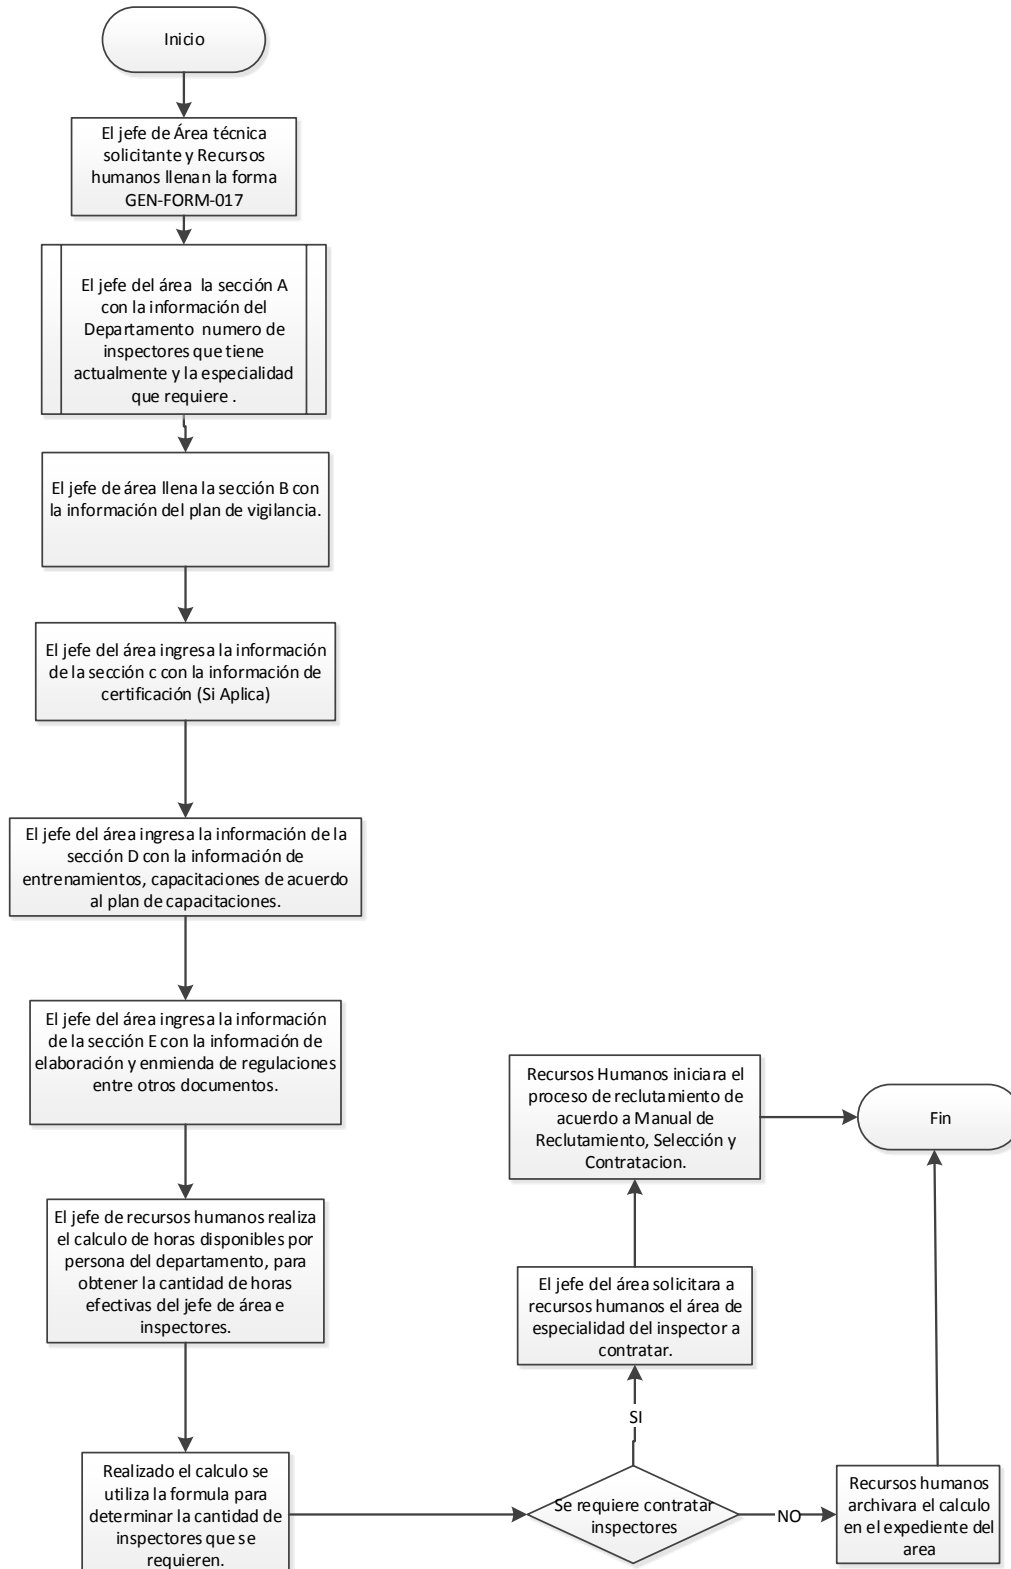 Inicio
El jefe de Área técnica
solicitante y Recursos
humanos llenan la forma
GEN-FORM-017
El jefe del área  la sección A
con la información del
Departamento  numero de
inspectores que tiene
actualmente y la especialidad
que requiere .
El jefe de área llena la sección B con
la información del plan de vigilancia.
El jefe del área ingresa la información
de la sección c con la información de
certificación (Si Aplica)
El jefe del área ingresa la información de la
sección D con la información de
entrenamientos, capacitaciones de acuerdo
al plan de capacitaciones.
El jefe del área ingresa la información
de la sección E con la información de
elaboración y enmienda de regulaciones
entre otros documentos.
El jefe de recursos humanos realiza
el calculo de horas disponibles por
persona del departamento, para
obtener la cantidad de horas
efectivas del jefe de área e
inspectores.
Realizado el calculo se
utiliza la formula para
determinar la cantidad de
inspectores que se
requieren.
Se requiere contratar
inspectores
SI
El jefe del área solicitara a
recursos humanos el área de
especialidad del inspector a
contratar.
Recursos Humanos iniciara el
proceso de reclutamiento de
acuerdo a Manual de
Reclutamiento, Selección y
Contratacion.
NO
Recursos humanos
archivara el calculo
en el expediente del
area
Fin